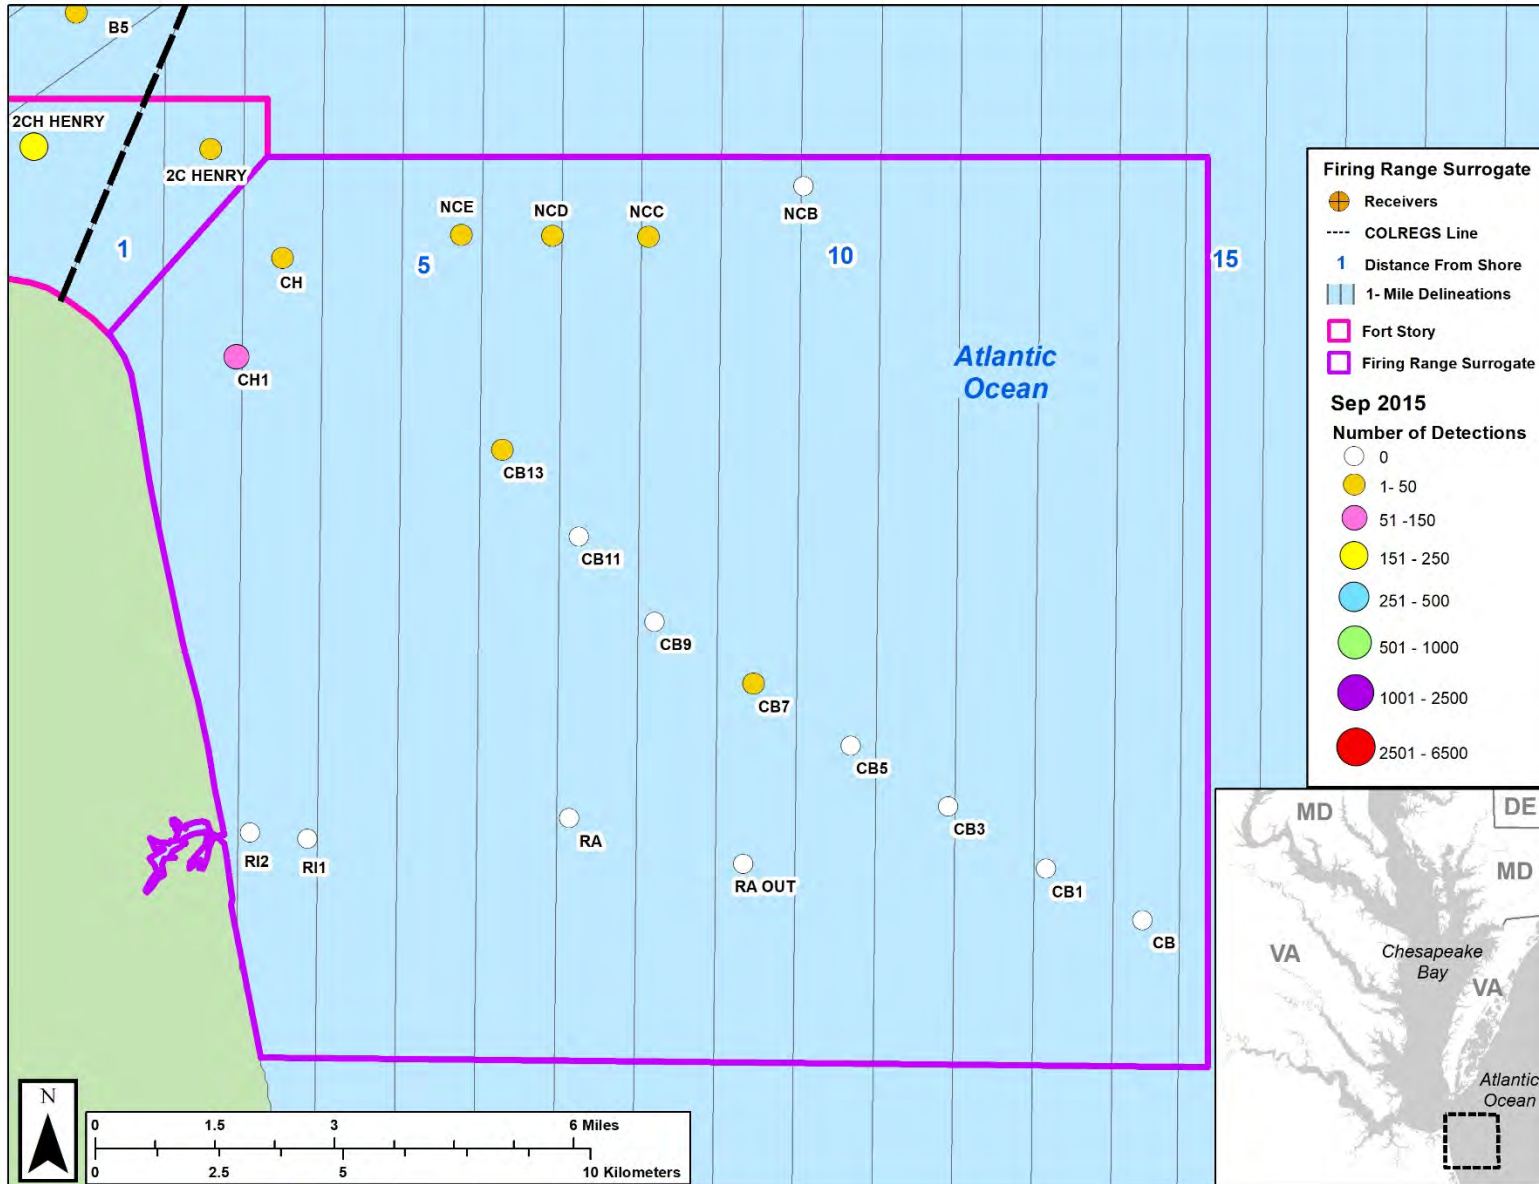 B5
2CH HENRY
2C HENRY
NCE
NCD
NCC
NCB
1
5
10
15
CH
Atlantic
Ocean
CH1
CB13
CB11
CB9
CB7
CB5
CB3
RA
RI2
RI1
RA OUT
CB1
CB
Firing Range Surrogate
Receivers
COLREGS Line
1 Distance From Shore
1- Mile Delineations
Fort Story
Firing Range Surrogate
Sep 2015
Number of Detections
0
1- 50
51 -150
151 - 250
251 - 500
501 - 1000
1001 - 2500
2501 - 6500
MD
DE
MD
VA
Chesapeake
Bay
VA
Atlantic
Ocean
N
0 1.5 3 6 Miles
0 2.5 5 10 Kilometers